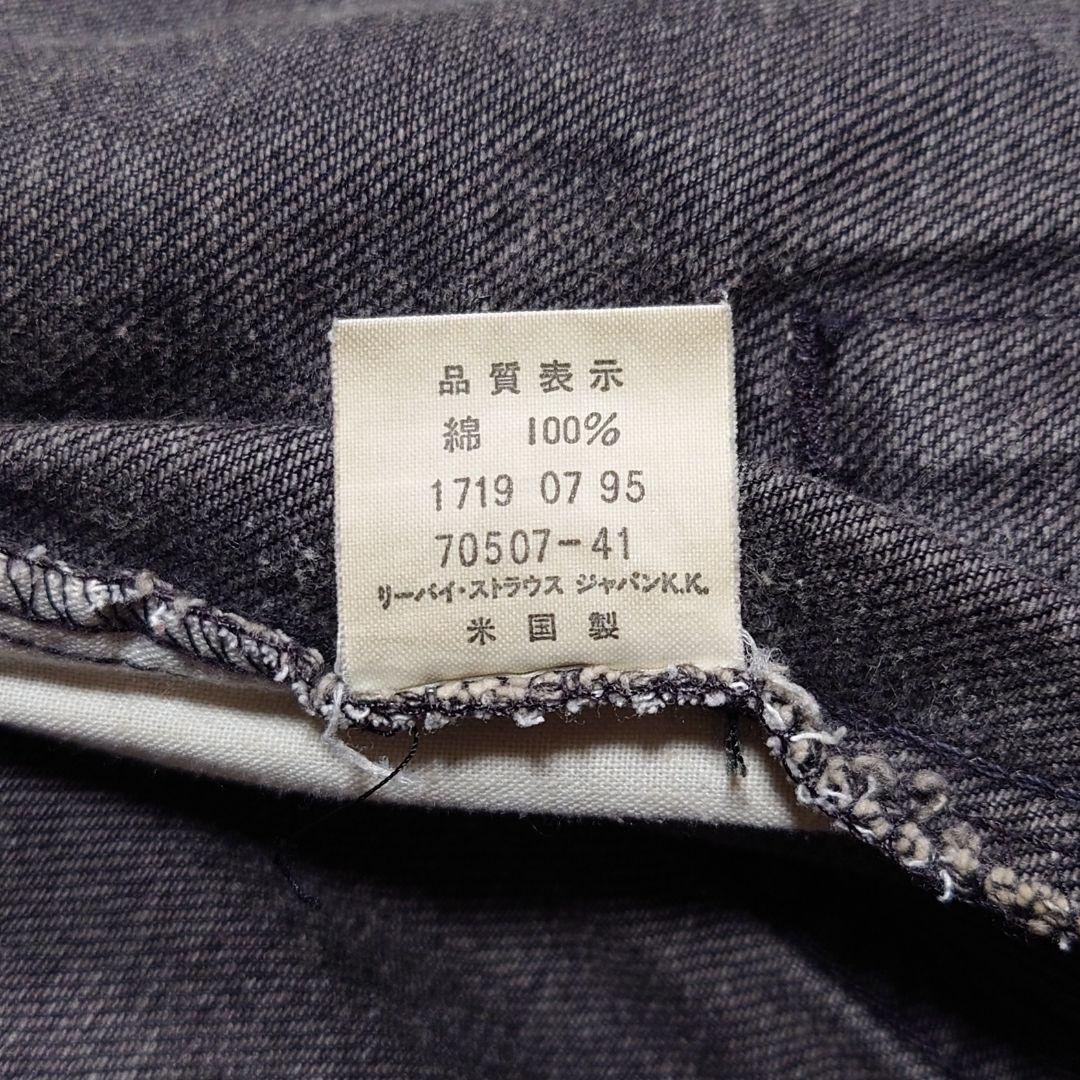 品質表示
綿 100%
1719 07 95
70507-41
リーバイ・ストラウス ジャパンK.K.
米国製